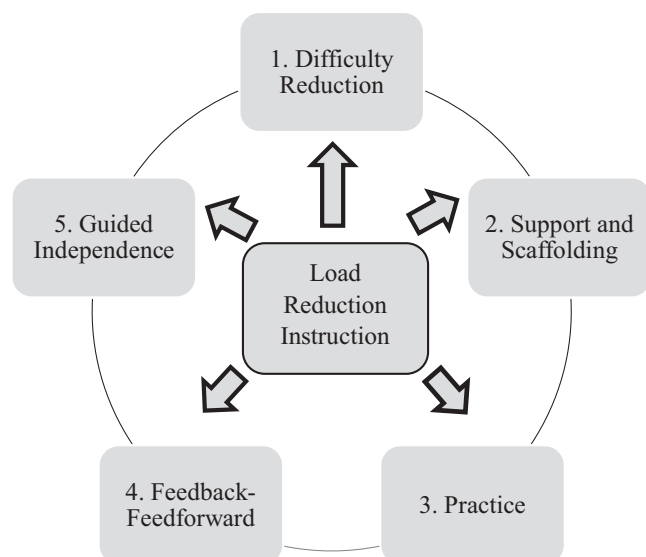 1. Difficulty
Reduction
5. Guided
Independence
2. Support and
Scaffolding
Load
Reduction
Instruction
4. Feedback-
Feedforward
3. Practice